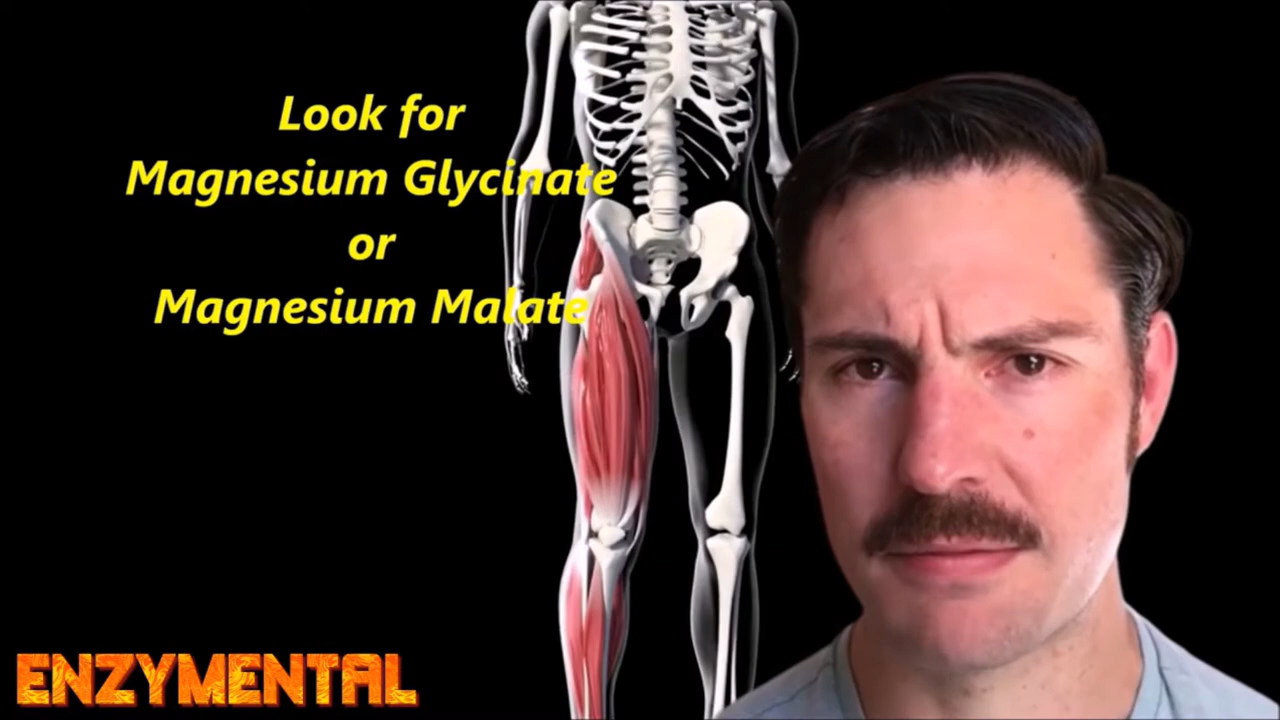 Look for
Magnesium Glycinate
or
Magnesium Malate
ENZYMENTAL